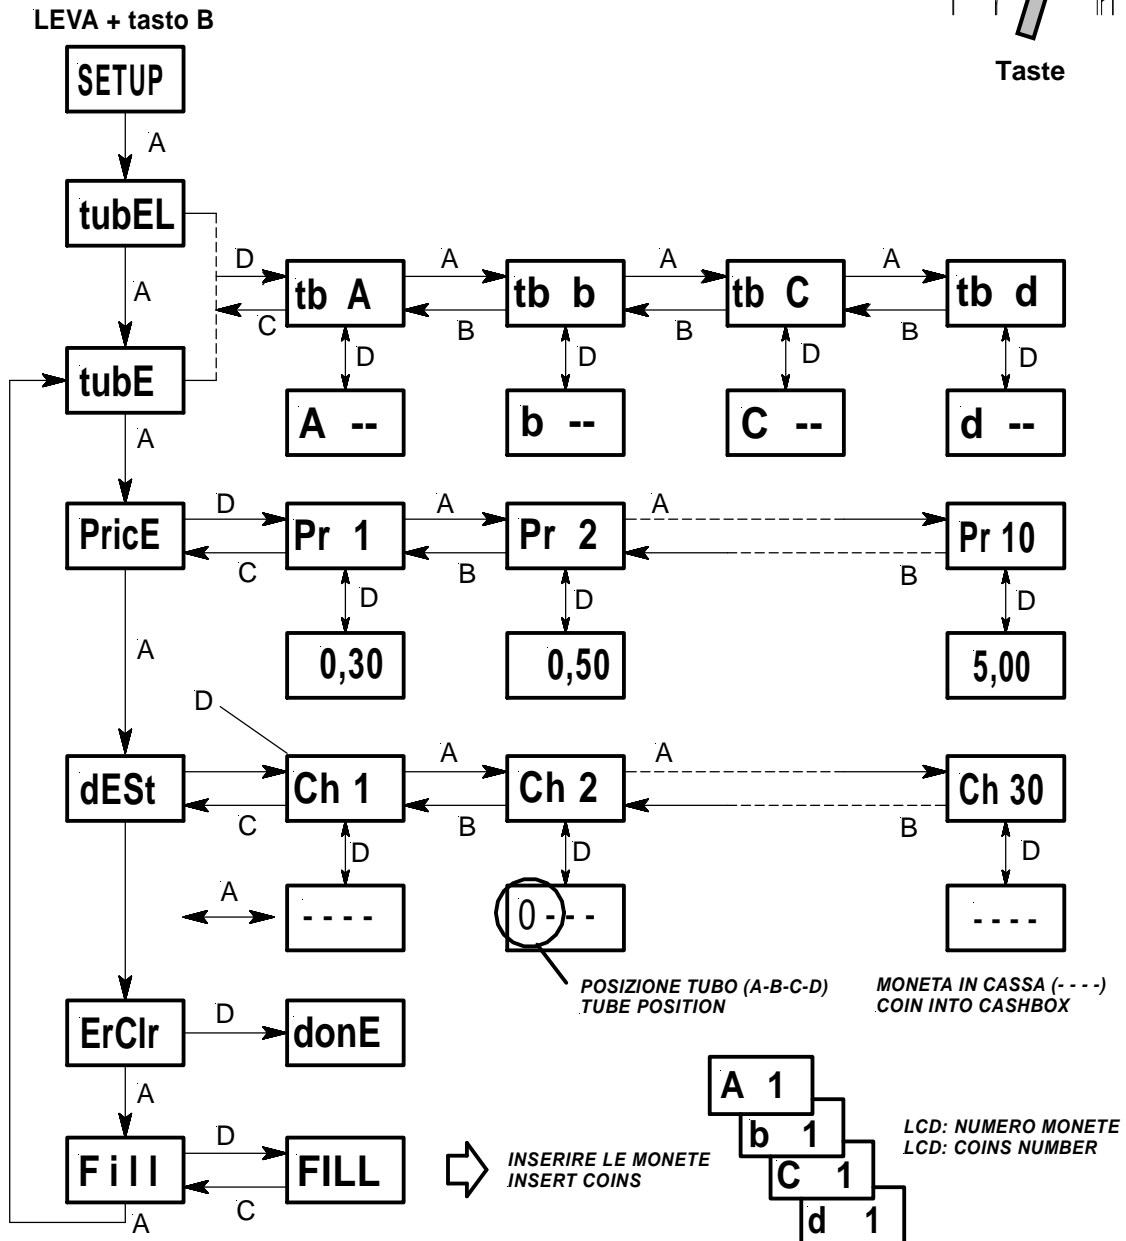 LEVA + tasto B
Taste
SETUP
A
tubEL
D
A
A
A
tb A
tb b
tb C
tb d
A
C
B
B
B
tubE
D
D
D
D
A --
b --
C --
d --
A
D
A
A
PricE
Pr 1
Pr 2
Pr 10
C
B
B
D
D
D
0,30
0,50
5,00
A
D
A
A
dESt
Ch 1
Ch 2
Ch 30
C
B
B
D
D
D
A
- - - -
0 - - -
- - - -
POSIZIONE TUBO (A-B-C-D)
TUBE POSITION
MONETA IN CASSA (- - - -)
COIN INTO CASHBOX
ErClr
D
donE
A
A 1
b 1
C 1
d 1
LCD: NUMERO MONETE
LCD: COINS NUMBER
Fill
D
FILL
C
INSERIRE LE MONETE
INSERT COINS
A